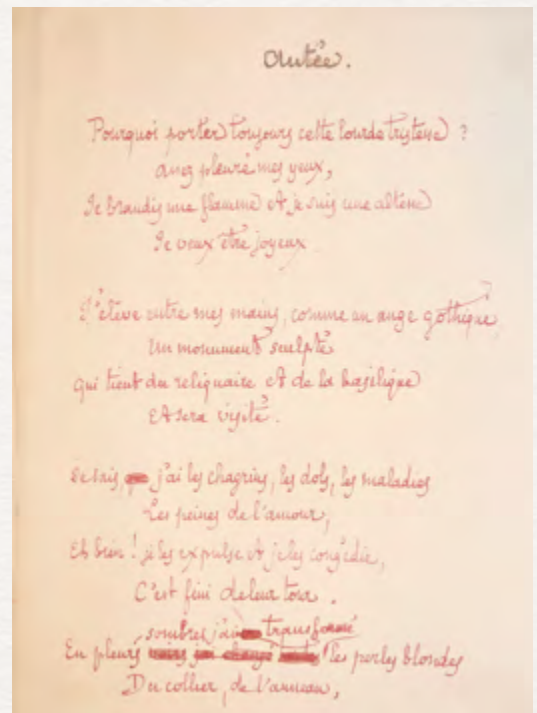 Antée.
Pourquoi porter toujours cette lourde tristesse ?
Assez pleuré mes yeux,
Je brandis une flamme et je suis une altesse
Je veux être joyeux
J'élève entre mes mains, comme un ange gothique,
Un monument sculpté
Qui tient du reliquaire et de la basilique
Et sera visité.
Je sais, j'ai les chagrins, les dols, les maladies
Les peines de l'amour,
Eh bien ! je les expulse et je les congédie,
C'est fini de leur tour.
sombres j'ai transformé
En pleurs les perles blondes
Du collier, de l'anneau,